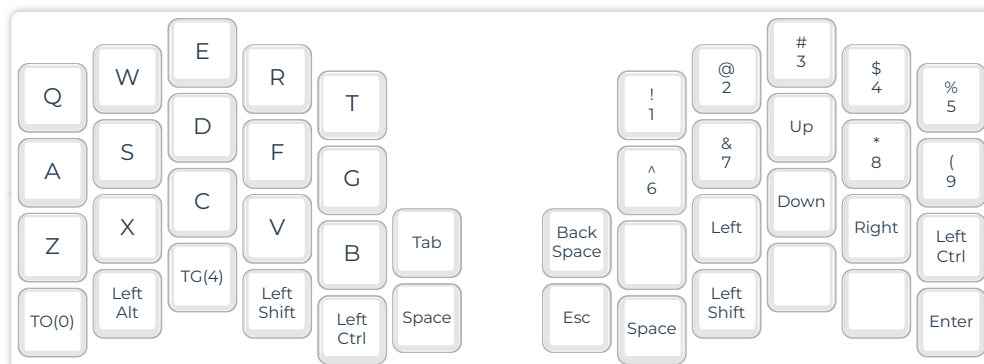 Q
W
E
R
T
!
1
@
2
#
3
$
4
%
5
A
S
D
F
G
^
6
&
7
Up
*
8
(
9
Z
X
C
V
B
Tab
Back
Space
Left
Down
Right
Left
Ctrl
TO(0)
Left
Alt
TG(4)
Left
Shift
Left
Ctrl
Space
Esc
Space
Left
Shift
Enter